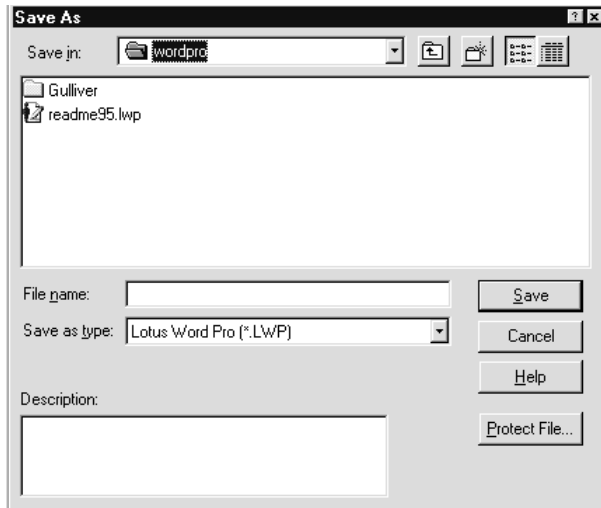 Save As
Save in: wordpro
Gulliver
readme95.lwp
File name:
Save
Save as type: Lotus Word Pro (*.LWP)
Cancel
Help
Description:
Protect File...